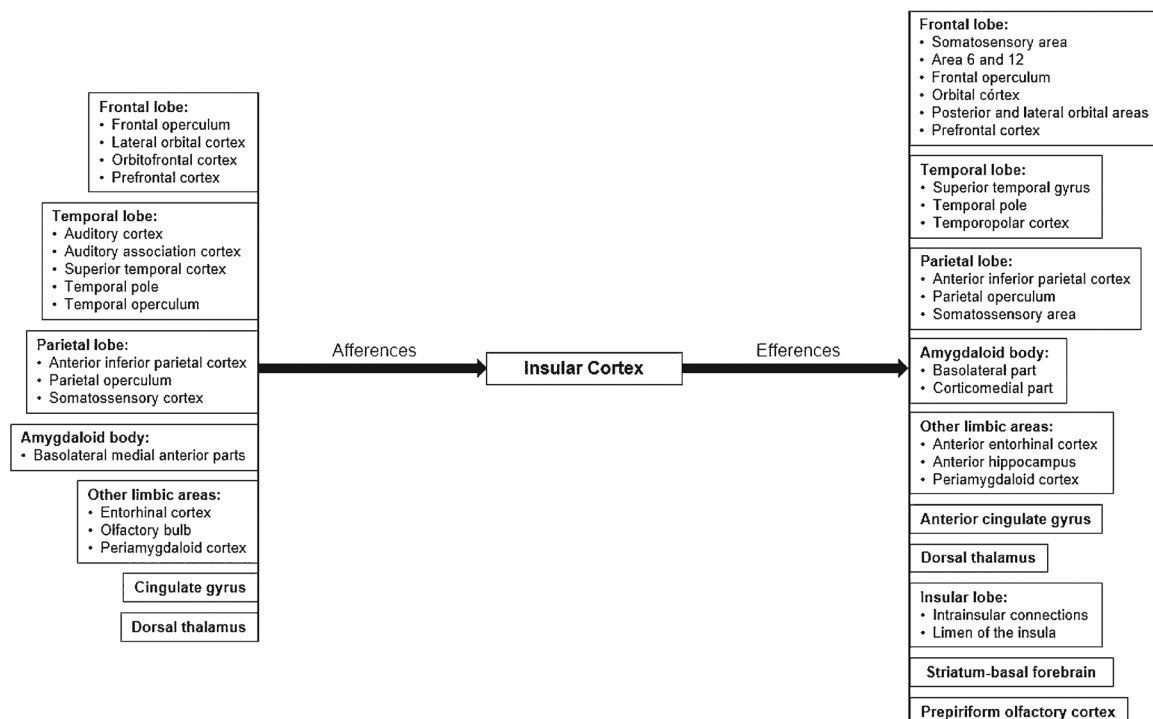 Frontal lobe:
• Frontal operculum
• Lateral orbital cortex
• Orbitofrontal cortex
• Prefrontal cortex
Temporal lobe:
• Auditory cortex
• Auditory association cortex
• Superior temporal cortex
• Temporal pole
• Temporal operculum
Parietal lobe:
• Anterior inferior parietal cortex
• Parietal operculum
• Somatossensory cortex
Amygdaloid body:
• Basolateral medial anterior parts
Other limbic areas:
• Entorhinal cortex
• Olfactory bulb
• Periamygdaloid cortex
Cingulate gyrus
Dorsal thalamus
Afferences
Insular Cortex
Efferences
Frontal lobe:
• Somatosensory area
• Area 6 and 12
• Frontal operculum
• Orbital córtex
• Posterior and lateral orbital areas
• Prefrontal cortex
Temporal lobe:
• Superior temporal gyrus
• Temporal pole
• Temporopolar cortex
Parietal lobe:
• Anterior inferior parietal cortex
• Parietal operculum
• Somatossensory area
Amygdaloid body:
• Basolateral part
• Corticomedial part
Other limbic areas:
• Anterior entorhinal cortex
• Anterior hippocampus
• Periamygdaloid cortex
Anterior cingulate gyrus
Dorsal thalamus
Insular lobe:
• Intrainsular connections
• Limen of the insula
Striatum-basal forebrain
Prepiriform olfactory cortex